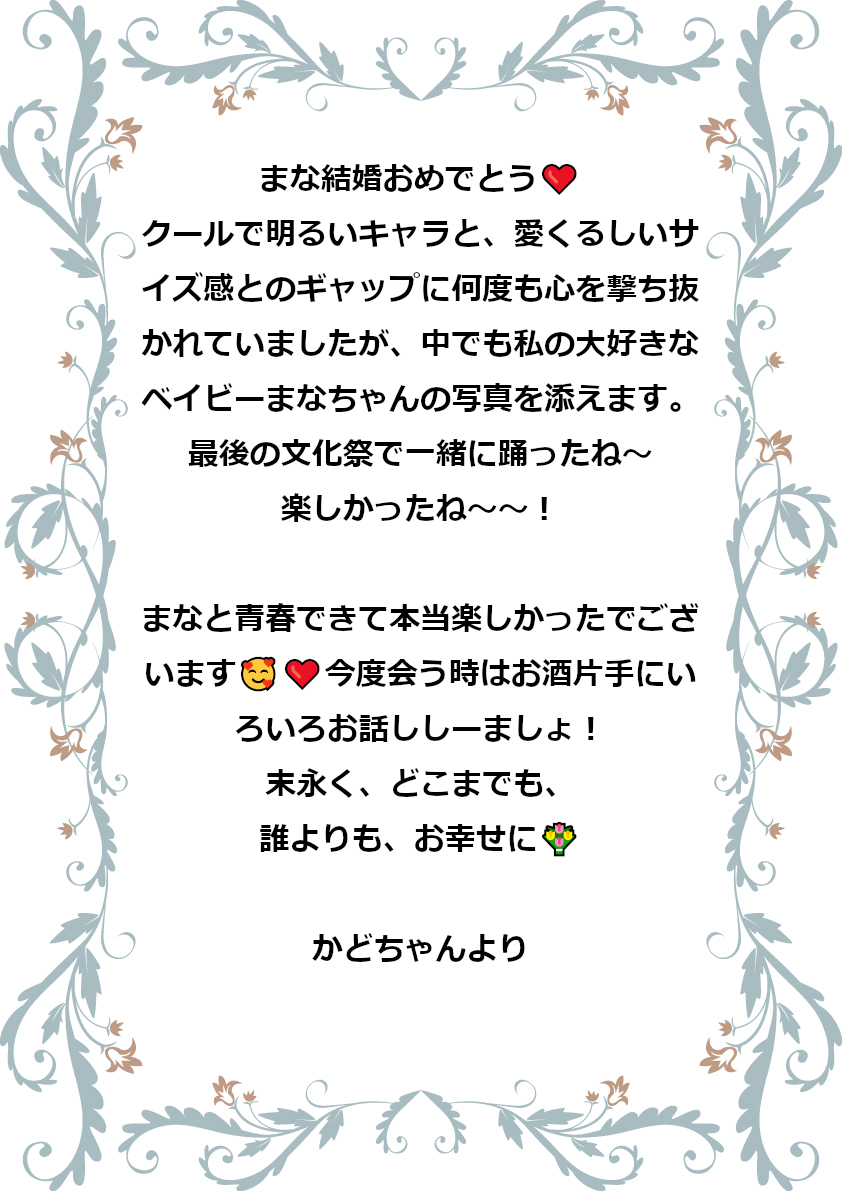 まな結婚おめでとう❤️
クールで明るいキャラと、愛くるしいサ
イズ感とのギャップに何度も心を撃ち抜
かれていましたが、中でも私の大好きな
ベイビーまなちゃんの写真を添えます。
最後の文化祭で一緒に踊ったね〜
楽しかったね〜〜！
まなと青春できて本当楽しかったでござ
います🥰❤️今度会う時はお酒片手にい
ろいろお話ししーましょ！
末永く、どこまでも、
誰よりも、お幸せに💐
かどちゃんより